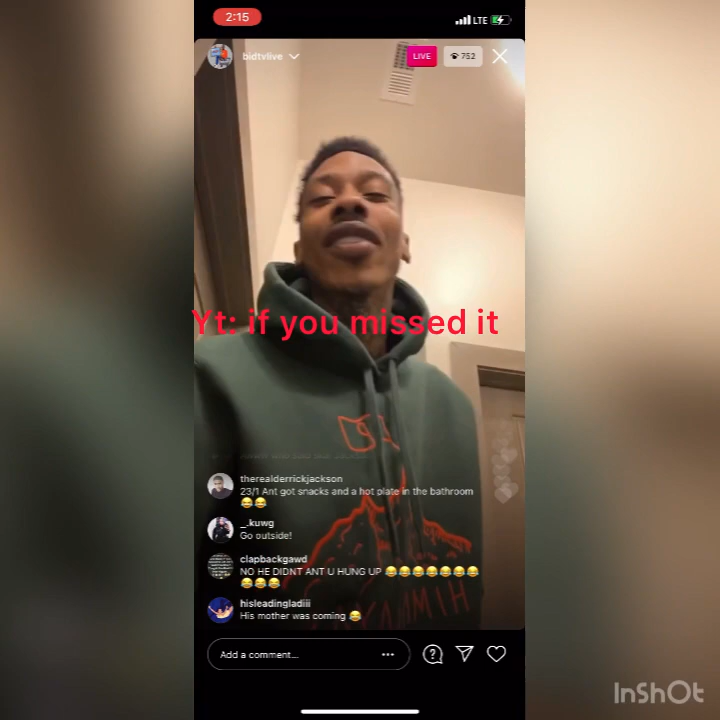 2:15
LTE
bidtvlive
LIVE
752
Yt: if you missed it
therealderrickjackson
23/1 Ant got snacks and a hot plate in the bathroom
😂😂
_.kuwg
Go outside!
clapbackgawd
NO HE DIDNT ANT U HUNG UP 😂😂😂😂😂😂😂
😂😂😂
hisleadingladiii
His mother was coming 😂
Add a comment...
InShOt